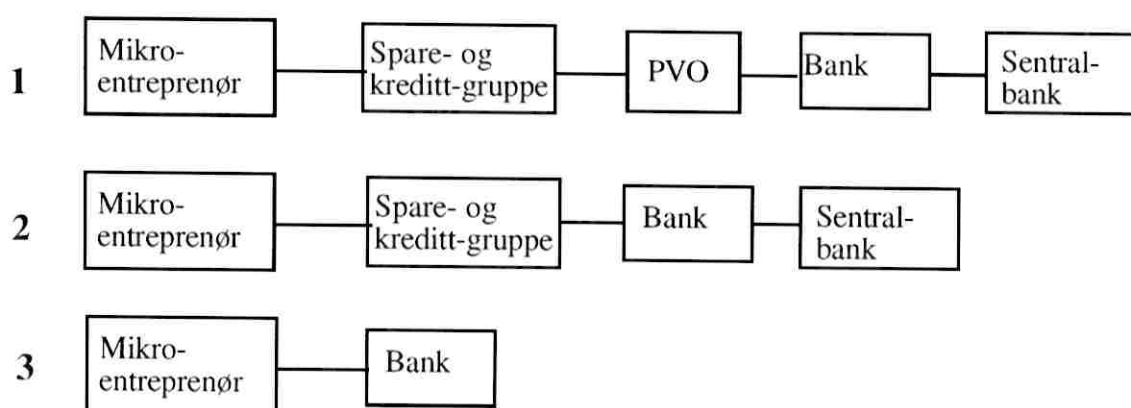 1
Mikro-
entreprenør
Spare- og
kreditt-gruppe
PVO
Bank
Sentral-
bank
2
Mikro-
entreprenør
Spare- og
kreditt-gruppe
Bank
Sentral-
bank
3
Mikro-
entreprenør
Bank